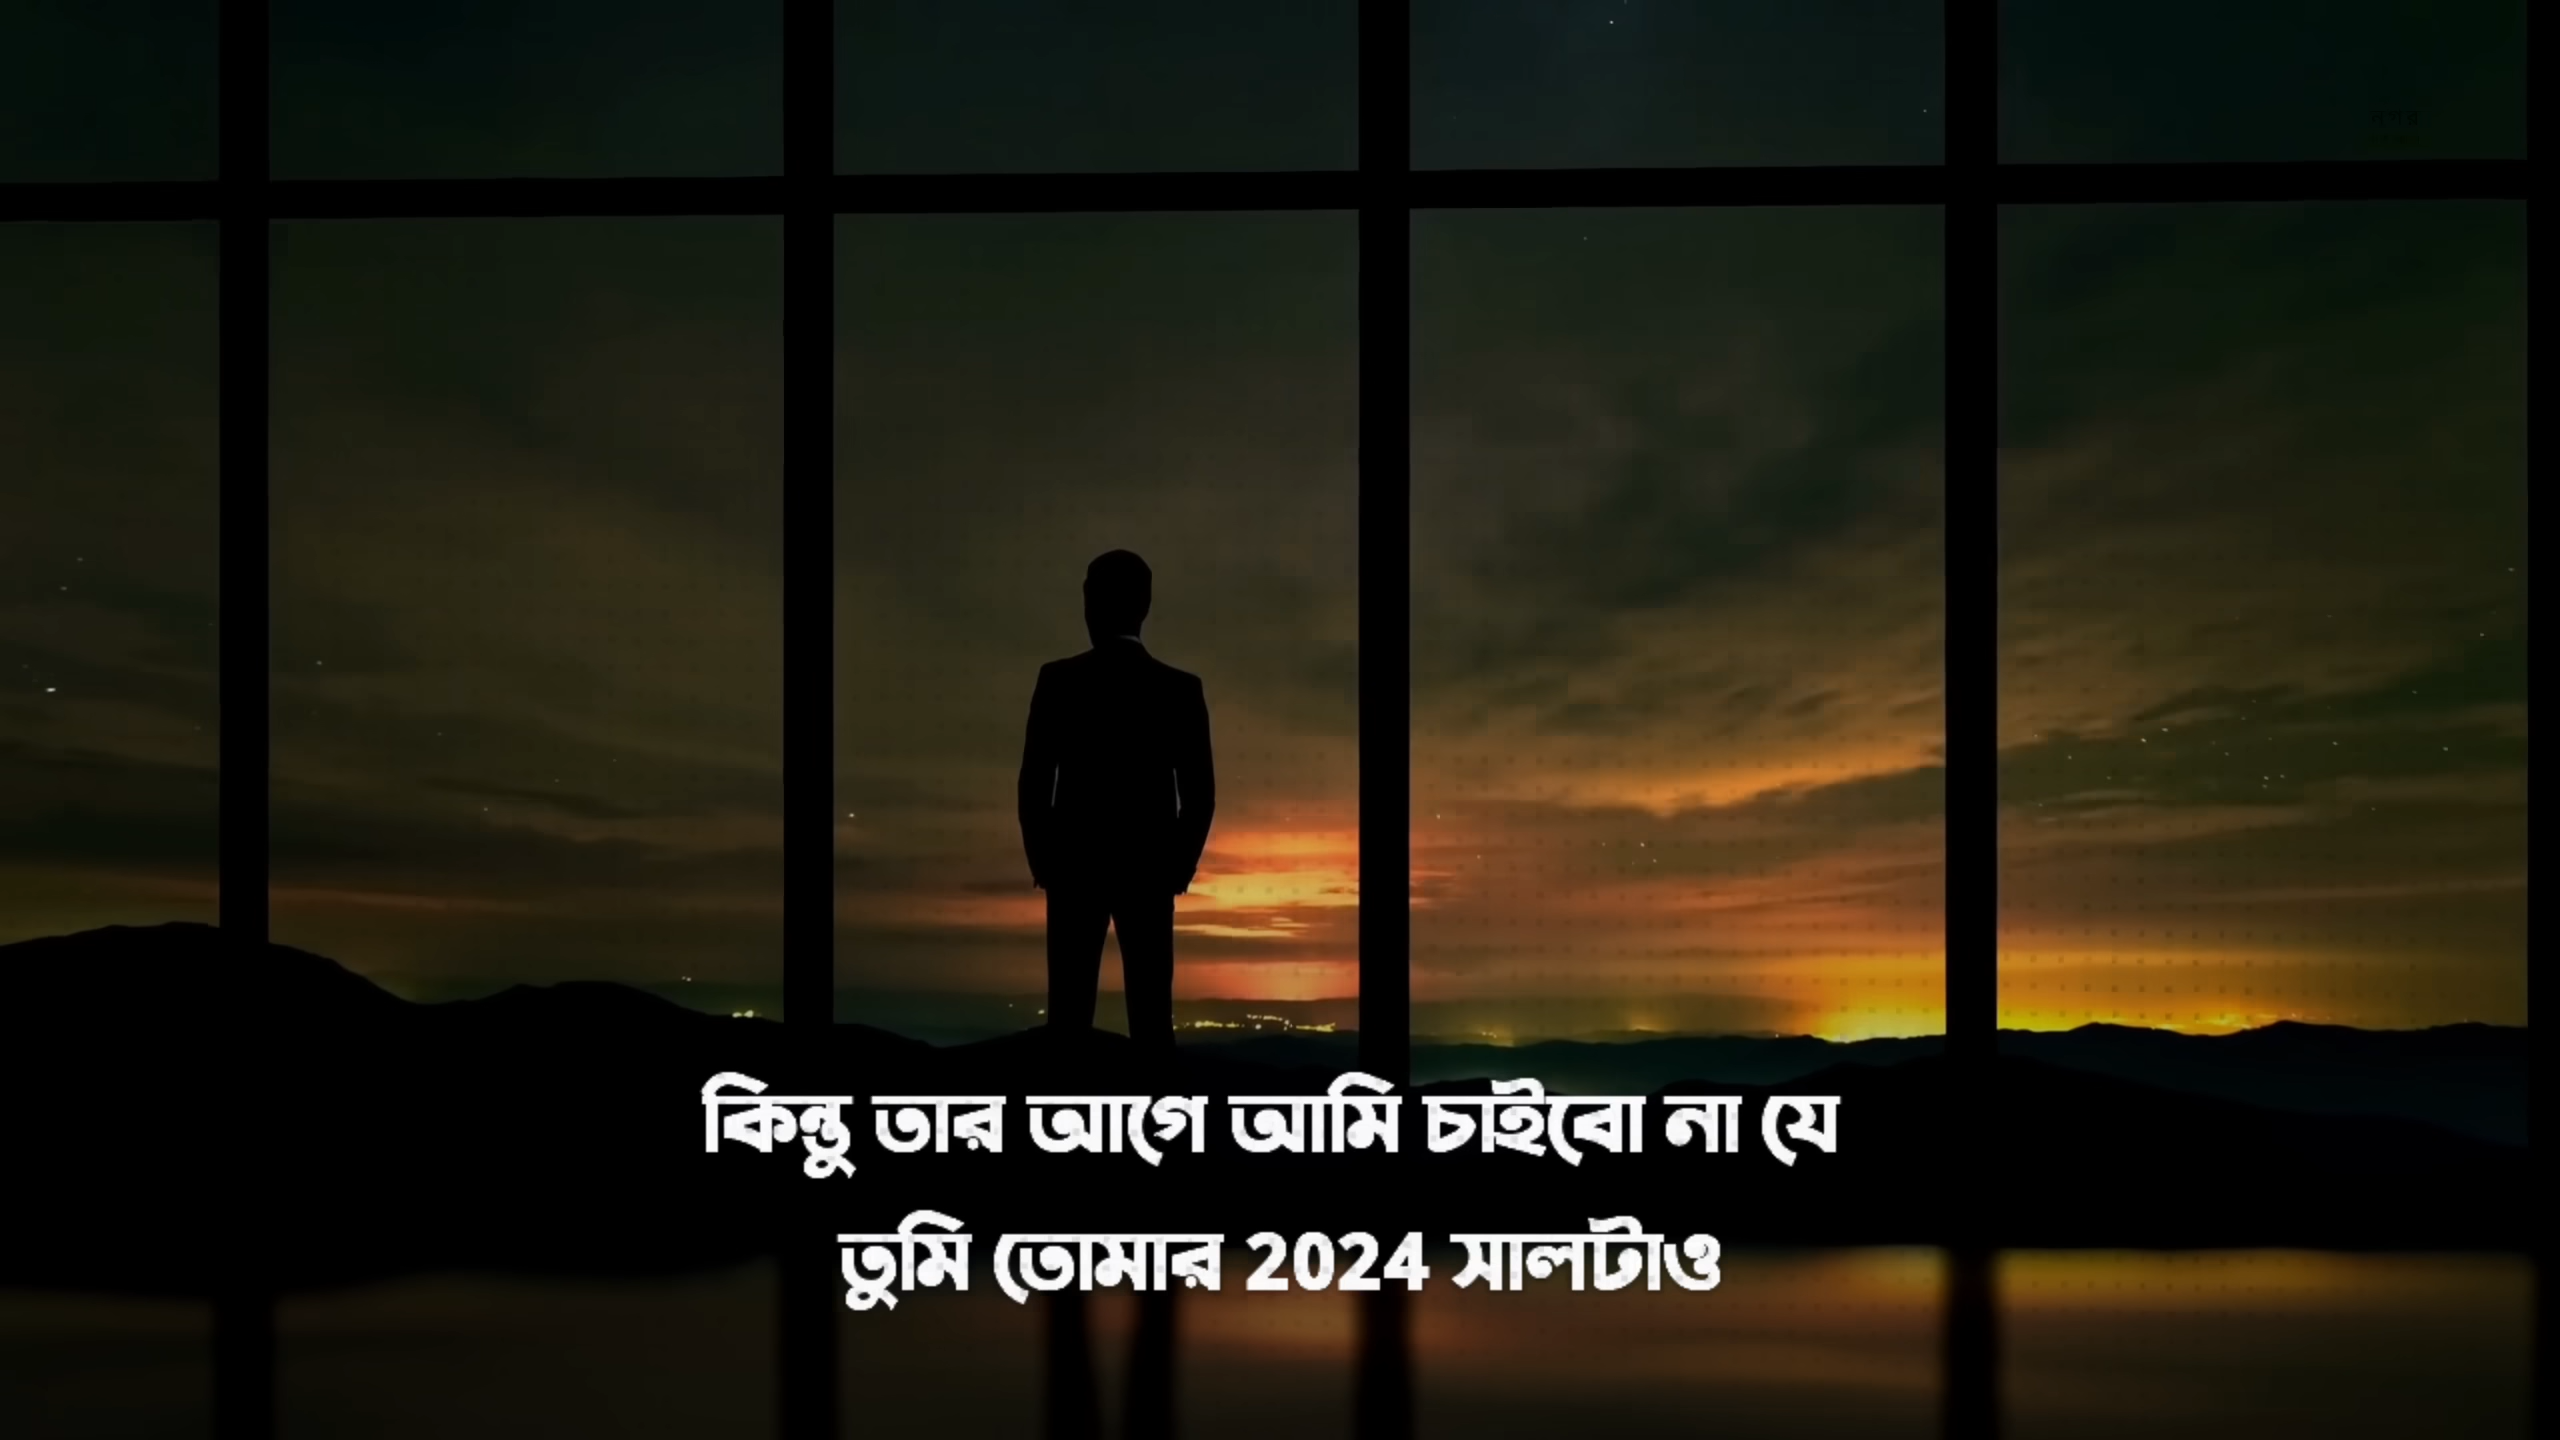 কিন্তু তার আগে আমি চাইবো না যে
তুমি তোমার 2024 সালটাও